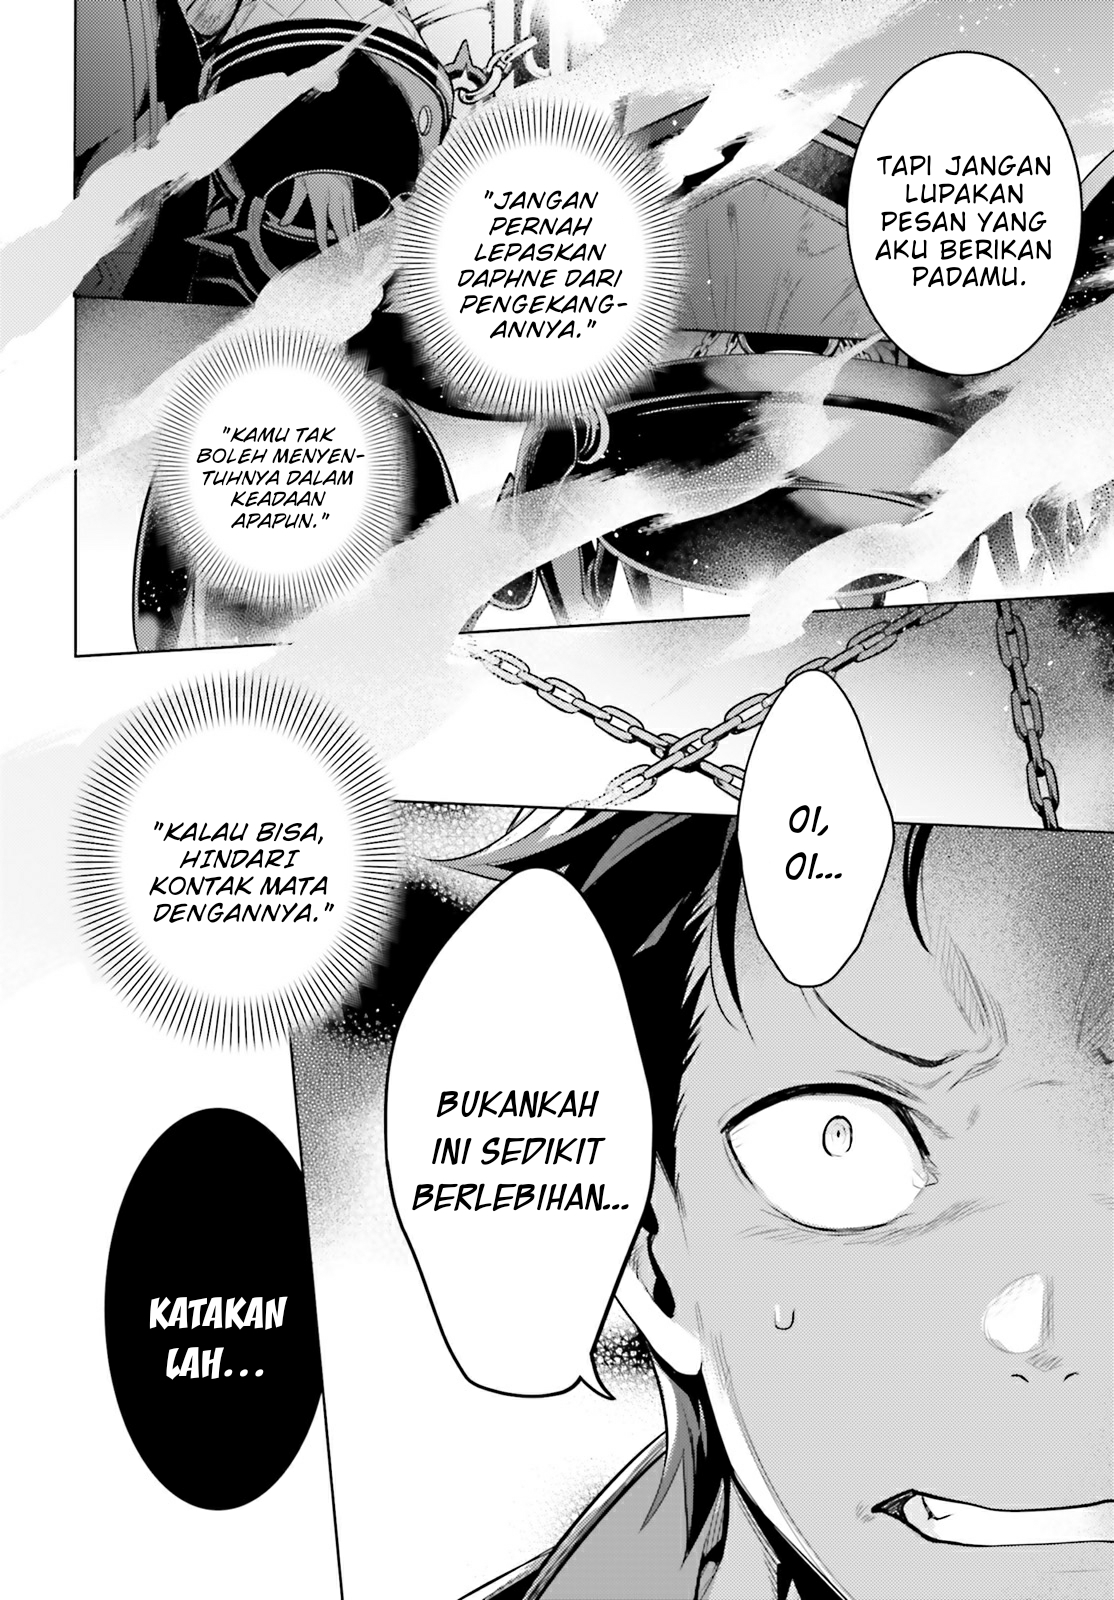 TAPI JANGAN
LUPAKAN
PESAN YANG
AKU BERIKAN
PADAMU.
"JANGAN
PERNAH
LEPASKAN
DAPHNE DARI
PENGEKANG-
ANNYA."
"KAMU TAK
BOLEH MENYEN-
TUHNYA DALAM
KEADAAN
APAPUN."
"KALAU BISA,
HINDARI
KONTAK MATA
DENGANNYA."
OI,
OI...
BUKANKAH
INI SEDIKIT
BERLEBIHAN...
KATAKAN
LAH...